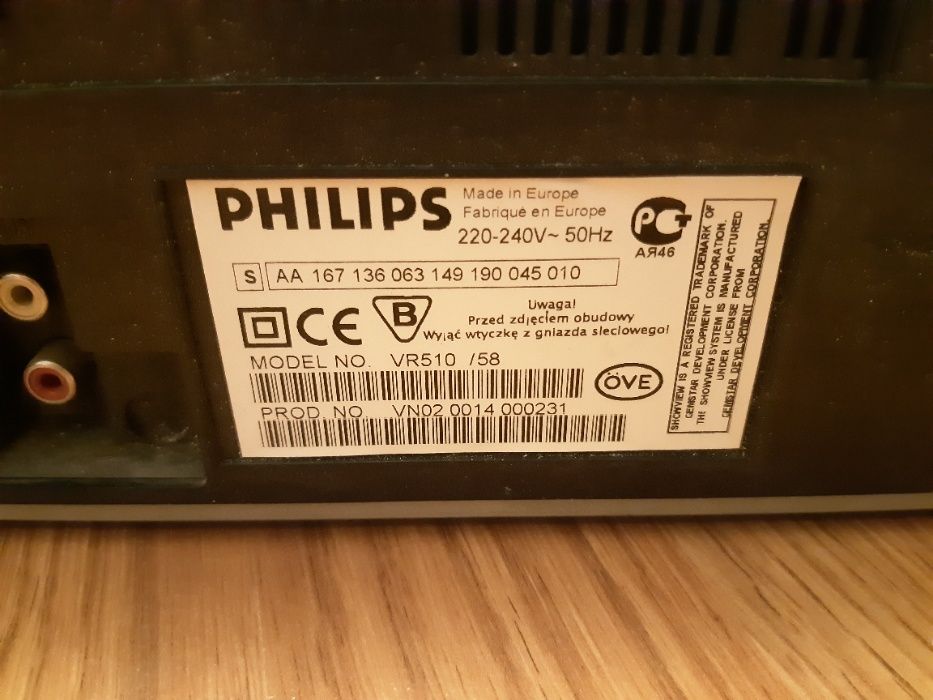 PHILIPS
Made in Europe
Fabriqué en Europe
220-240V~ 50Hz
РСТ
АЯ46
S AA 167 136 063 149 190 045 010
CE
B
Uwaga!
Przed zdjęciem obudowy
Wyjąć wtyczkę z gniazda sieciowego!
MODEL NO. VR510 /58
ÖVE
PROD NO. VN02 0014 000231
SHOWVIEW IS A REGISTERED TRADEMARK OF
GEMSTAR DEVELOPMENT CORPORATION.
THE SHOWVIEW SYSTEM IS MANUFACTURED
UNDER LICENSE FROM
GEMSTAR DEVELOPMENT CORPORATION.